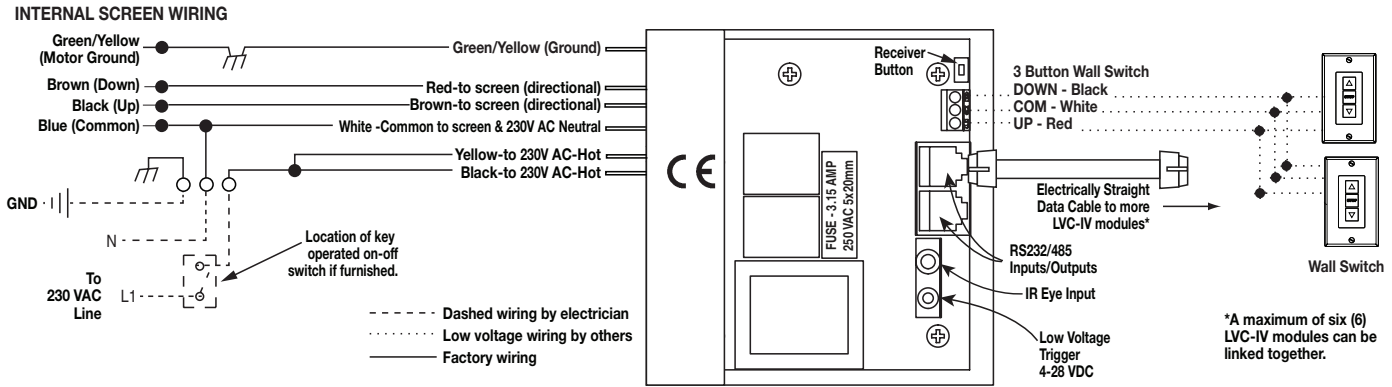 INTERNAL SCREEN WIRING
Green/Yellow
(Motor Ground)
Brown (Down)
Black (Up)
Blue (Common)
Green/Yellow (Ground)
Red-to screen (directional)
Brown-to screen (directional)
White -Common to screen & 230V AC Neutral
Yellow-to 230V AC-Hot
Black-to 230V AC-Hot
GND
N
To
230 VAC
Line
L1
Location of key
operated on-off
switch if furnished.
Dashed wiring by electrician
Low voltage wiring by others
Factory wiring
CE
FUSE - 3.15 AMP
250 VAC 5x20mm
Receiver
Button
3 Button Wall Switch
DOWN - Black
COM - White
UP - Red
Electrically Straight
Data Cable to more
LVC-IV modules*
RS232/485
Inputs/Outputs
IR Eye Input
Low Voltage
Trigger
4-28 VDC
Wall Switch
*A maximum of six (6)
LVC-IV modules can be
linked together.